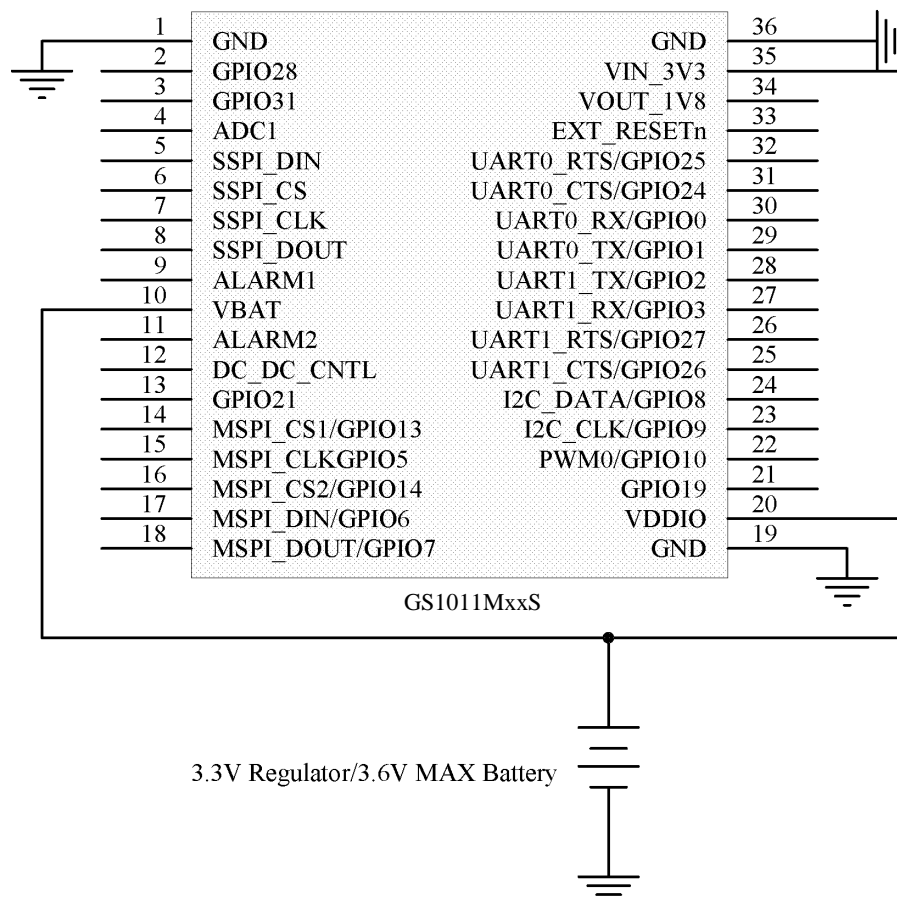 1 GND GND 36
2 GPIO28 VIN_3V3 35
3 GPIO31 VOUT_1V8 34
4 ADC1 EXT_RESETn 33
5 SSPI_DIN UART0_RTS/GPIO25 32
6 SSPI_CS UART0_CTS/GPIO24 31
7 SSPI_CLK UART0_RX/GPIO0 30
8 SSPI_DOUT UART0_TX/GPIO1 29
9 ALARM1 UART1_TX/GPIO2 28
10 VBAT UART1_RX/GPIO3 27
11 ALARM2 UART1_RTS/GPIO27 26
12 DC_DC_CNTL UART1_CTS/GPIO26 25
13 GPIO21 I2C_DATA/GPIO8 24
14 MSPI_CS1/GPIO13 I2C_CLK/GPIO9 23
15 MSPI_CLKGPIO5 PWM0/GPIO10 22
16 MSPI_CS2/GPIO14 GPIO19 21
17 MSPI_DIN/GPIO6 VDDIO 20
18 MSPI_DOUT/GPIO7 GND 19
GS1011MxxS
3.3V Regulator/3.6V MAX Battery